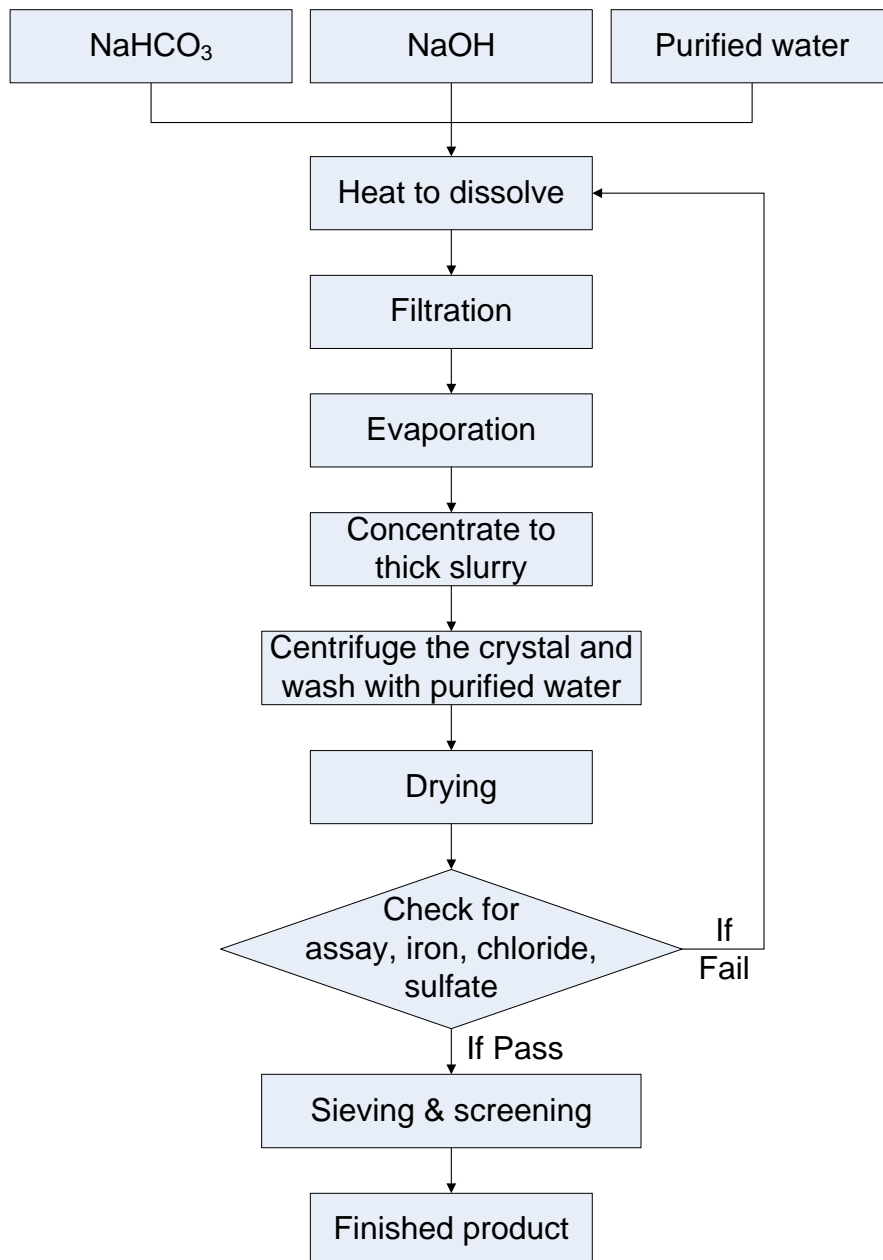 NaHCO₃
NaOH
Purified water
Heat to dissolve
Filtration
Evaporation
Concentrate to
thick slurry
Centrifuge the crystal and
wash with purified water
Drying
Check for
assay, iron, chloride,
sulfate
If
Fail
If Pass
Sieving & screening
Finished product